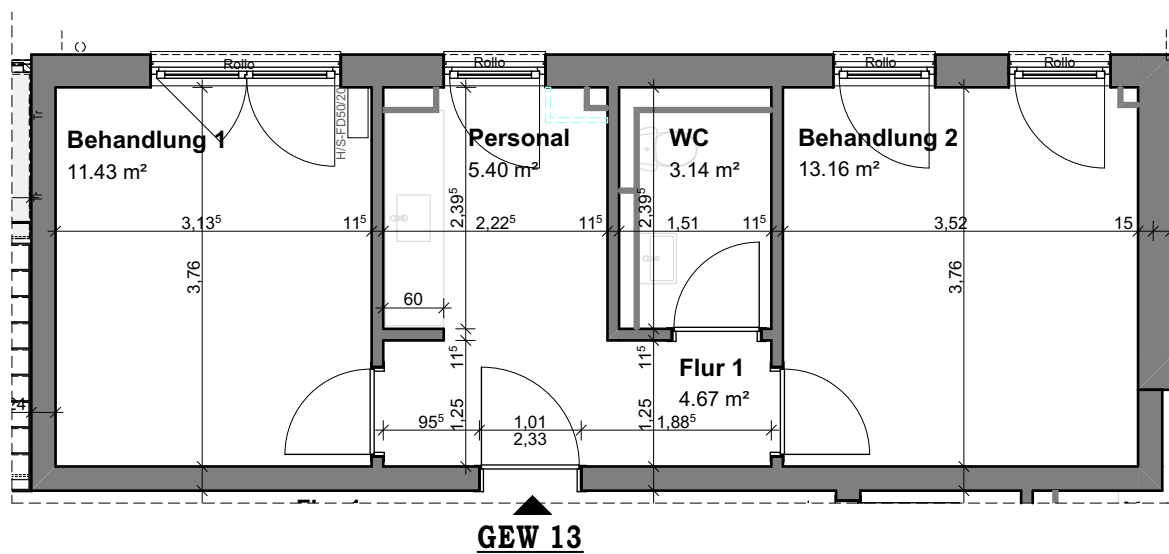 Rollo
Rollo
Rollo
Rollo
H/S-FD50/20
Behandlung 1
11.43 m²
Personal
5.40 m²
WC
3.14 m²
Behandlung 2
13.16 m²
2,39⁵
2,39⁵
3,13⁵
11⁵
2,22⁵
11⁵
1,51
11⁵
3,52
15
3,76
3,76
60
11⁵
11⁵
Flur 1
4.67 m²
1,25
1,25
95⁵
1,01
2,33
1,88⁵
GEW 13